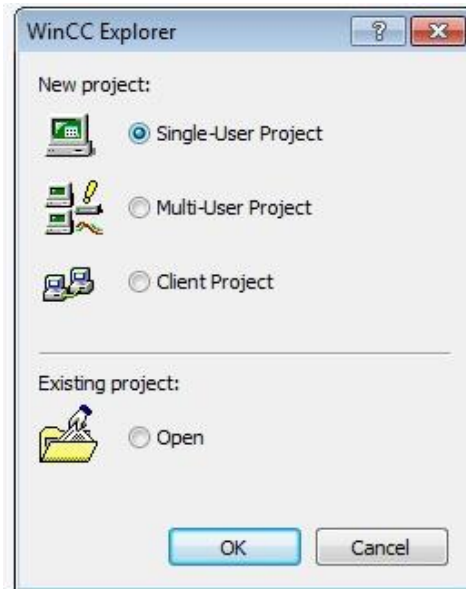 WinCC Explorer
New project:
Single-User Project
Multi-User Project
Client Project
Existing project:
Open
OK
Cancel